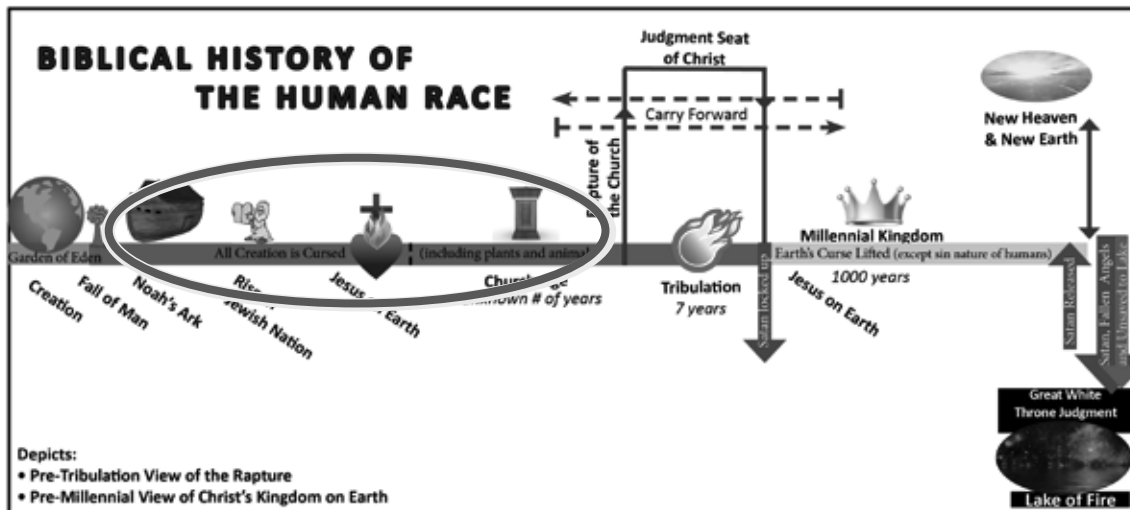 BIBLICAL HISTORY OF
THE HUMAN RACE
Judgment Seat
of Christ
Carry Forward
Rapture of
the Church
New Heaven
& New Earth
Garden of Eden
All Creation is Cursed
(including plants and animal
Millennial Kingdom
Earth's Curse Lifted (except sin nature of humans)
1000 years
Creation
Fall of Man
Noah's Ark
Jewish Nation
Jesus on Earth
Church
# of years
Tribulation
7 years
Satan locked up
Jesus on Earth
Satan Released
Satan, Fallen Angels
and Unsaved to Lake
Great White
Throne Judgment
Lake of Fire
Depicts:
• Pre-Tribulation View of the Rapture
• Pre-Millennial View of Christ's Kingdom on Earth